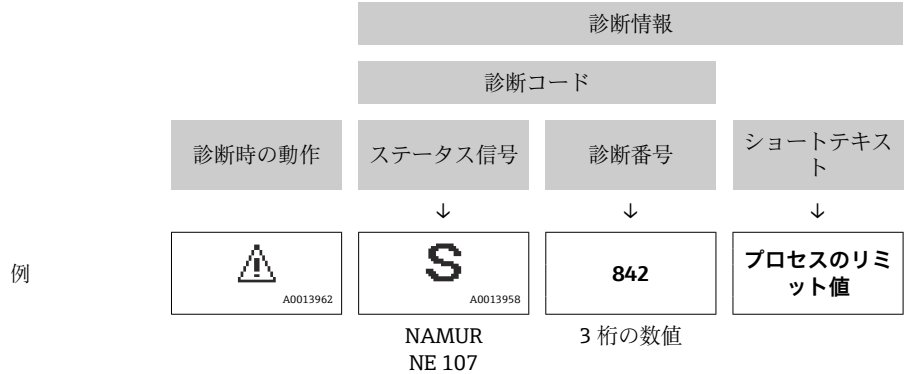 診断情報
診断コード
診断時の動作
ステータス信号
診断番号
ショートテキス
ト
↓
↓
↓
例
A0013962
S
A0013958
842
プロセスのリミ
ット値
NAMUR
NE 107
3 桁の数値